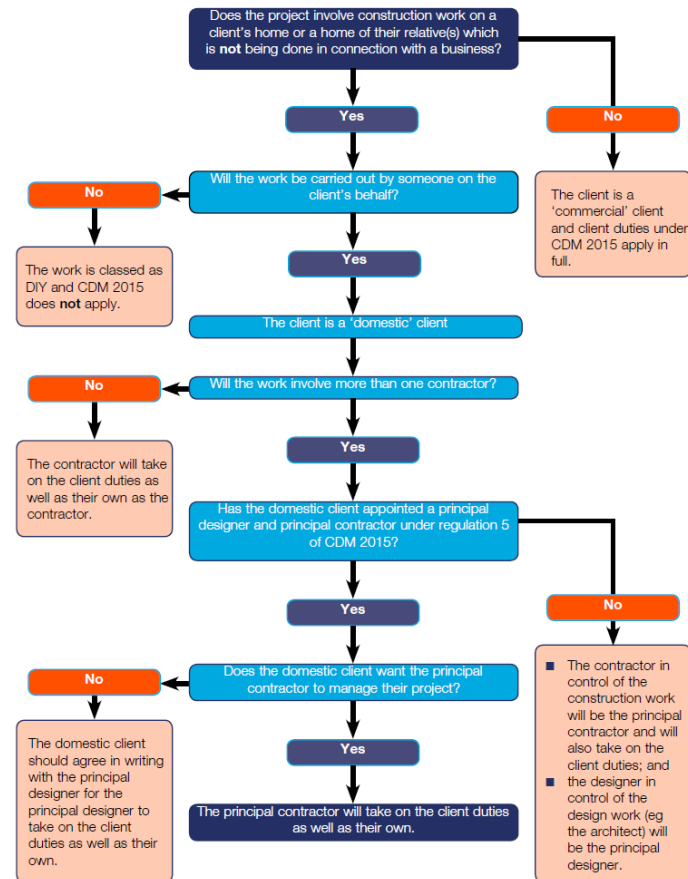 Does the project involve construction work on a
client's home or a home of their relative(s) which
is not being done in connection with a business?
Yes
No
Will the work be carried out by someone on the
client's behalf?
No
The client is a
'commercial' client
and client duties under
CDM 2015 apply in
full.
The work is classed as
DIY and CDM 2015
does not apply.
Yes
The client is a 'domestic' client
Will the work involve more than one contractor?
No
The contractor will take
on the client duties as
well as their own as the
contractor.
Yes
Has the domestic client appointed a principal
designer and principal contractor under regulation 5
of CDM 2015?
Yes
No
Does the domestic client want the principal
contractor to manage their project?
No
The domestic client
should agree in writing
with the principal
designer for the
principal designer to
take on the client
duties as well as their
own.
Yes
The principal contractor will take on the client duties
as well as their own.
■ The contractor in
control of the
construction work
will be the principal
contractor and will
also take on the
client duties; and
■ the designer in
control of the
design work (eg
the architect) will
be the principal
designer.